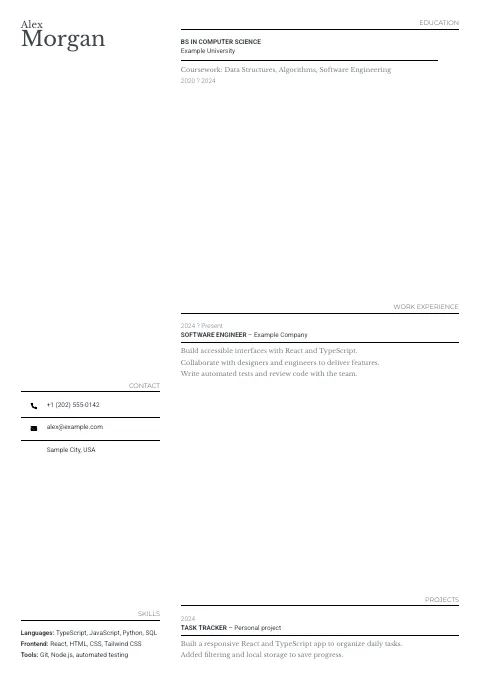 Alex
Morgan
CONTACT
+1 (202) 555-0142
alex@example.com
Sample City, USA
SKILLS
Languages: TypeScript, JavaScript, Python, SQL
Frontend: React, HTML, CSS, Tailwind CSS
Tools: Git, Node.js, automated testing
EDUCATION
BS IN COMPUTER SCIENCE
Example University
Coursework: Data Structures, Algorithms, Software Engineering
2020 ? 2024
WORK EXPERIENCE
2024 ? Present
SOFTWARE ENGINEER – Example Company
Build accessible interfaces with React and TypeScript.
Collaborate with designers and engineers to deliver features.
Write automated tests and review code with the team.
PROJECTS
2024
TASK TRACKER – Personal project
Built a responsive React and TypeScript app to organize daily tasks.
Added filtering and local storage to save progress.